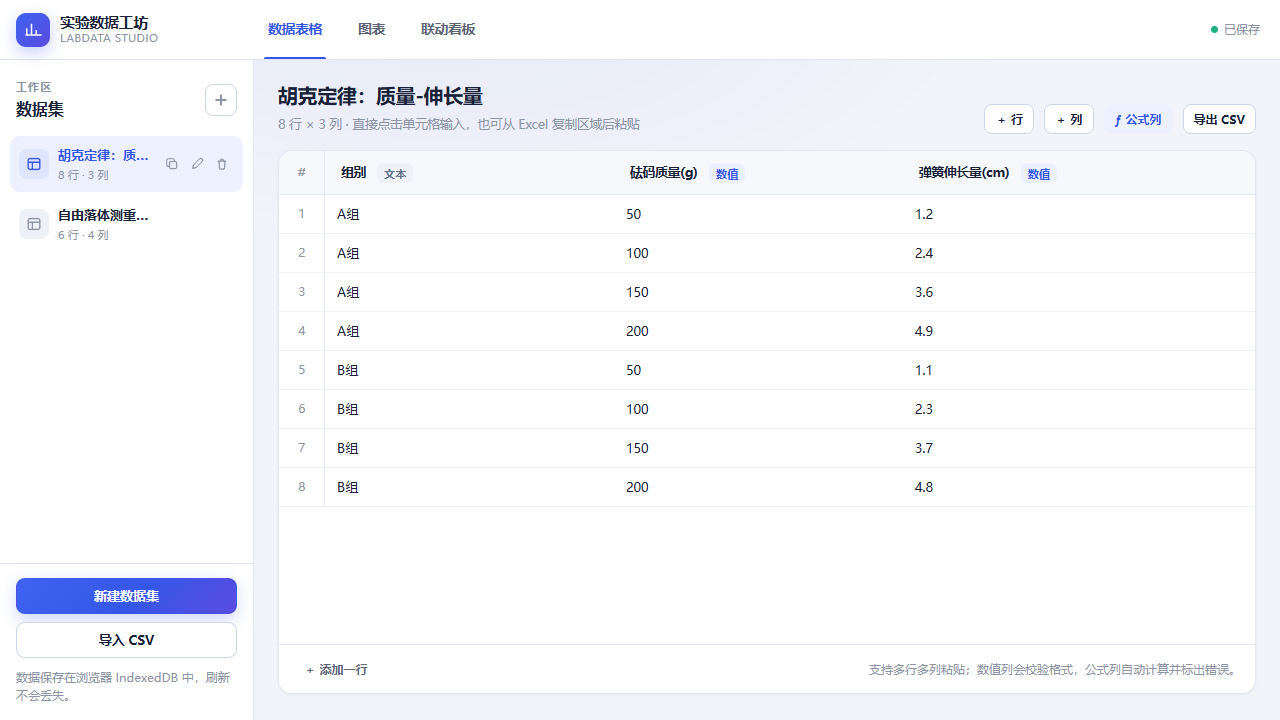 实验数据工坊
LABDATA STUDIO
数据表格 图表 联动看板
已保存
工作区
数据集
胡克定律：质…
8 行 · 3 列
自由落体测重…
6 行 · 4 列
新建数据集
导入 CSV
数据保存在浏览器 IndexedDB 中，刷新
不会丢失。
胡克定律：质量-伸长量
8 行 × 3 列 · 直接点击单元格输入，也可从 Excel 复制区域后粘贴
+ 行 + 列 ƒ 公式列 导出 CSV
# 组别 文本 砝码质量(g) 数值 弹簧伸长量(cm) 数值
1 A组 50 1.2
2 A组 100 2.4
3 A组 150 3.6
4 A组 200 4.9
5 B组 50 1.1
6 B组 100 2.3
7 B组 150 3.7
8 B组 200 4.8
+ 添加一行
支持多行多列粘贴；数值列会校验格式，公式列自动计算并标出错误。